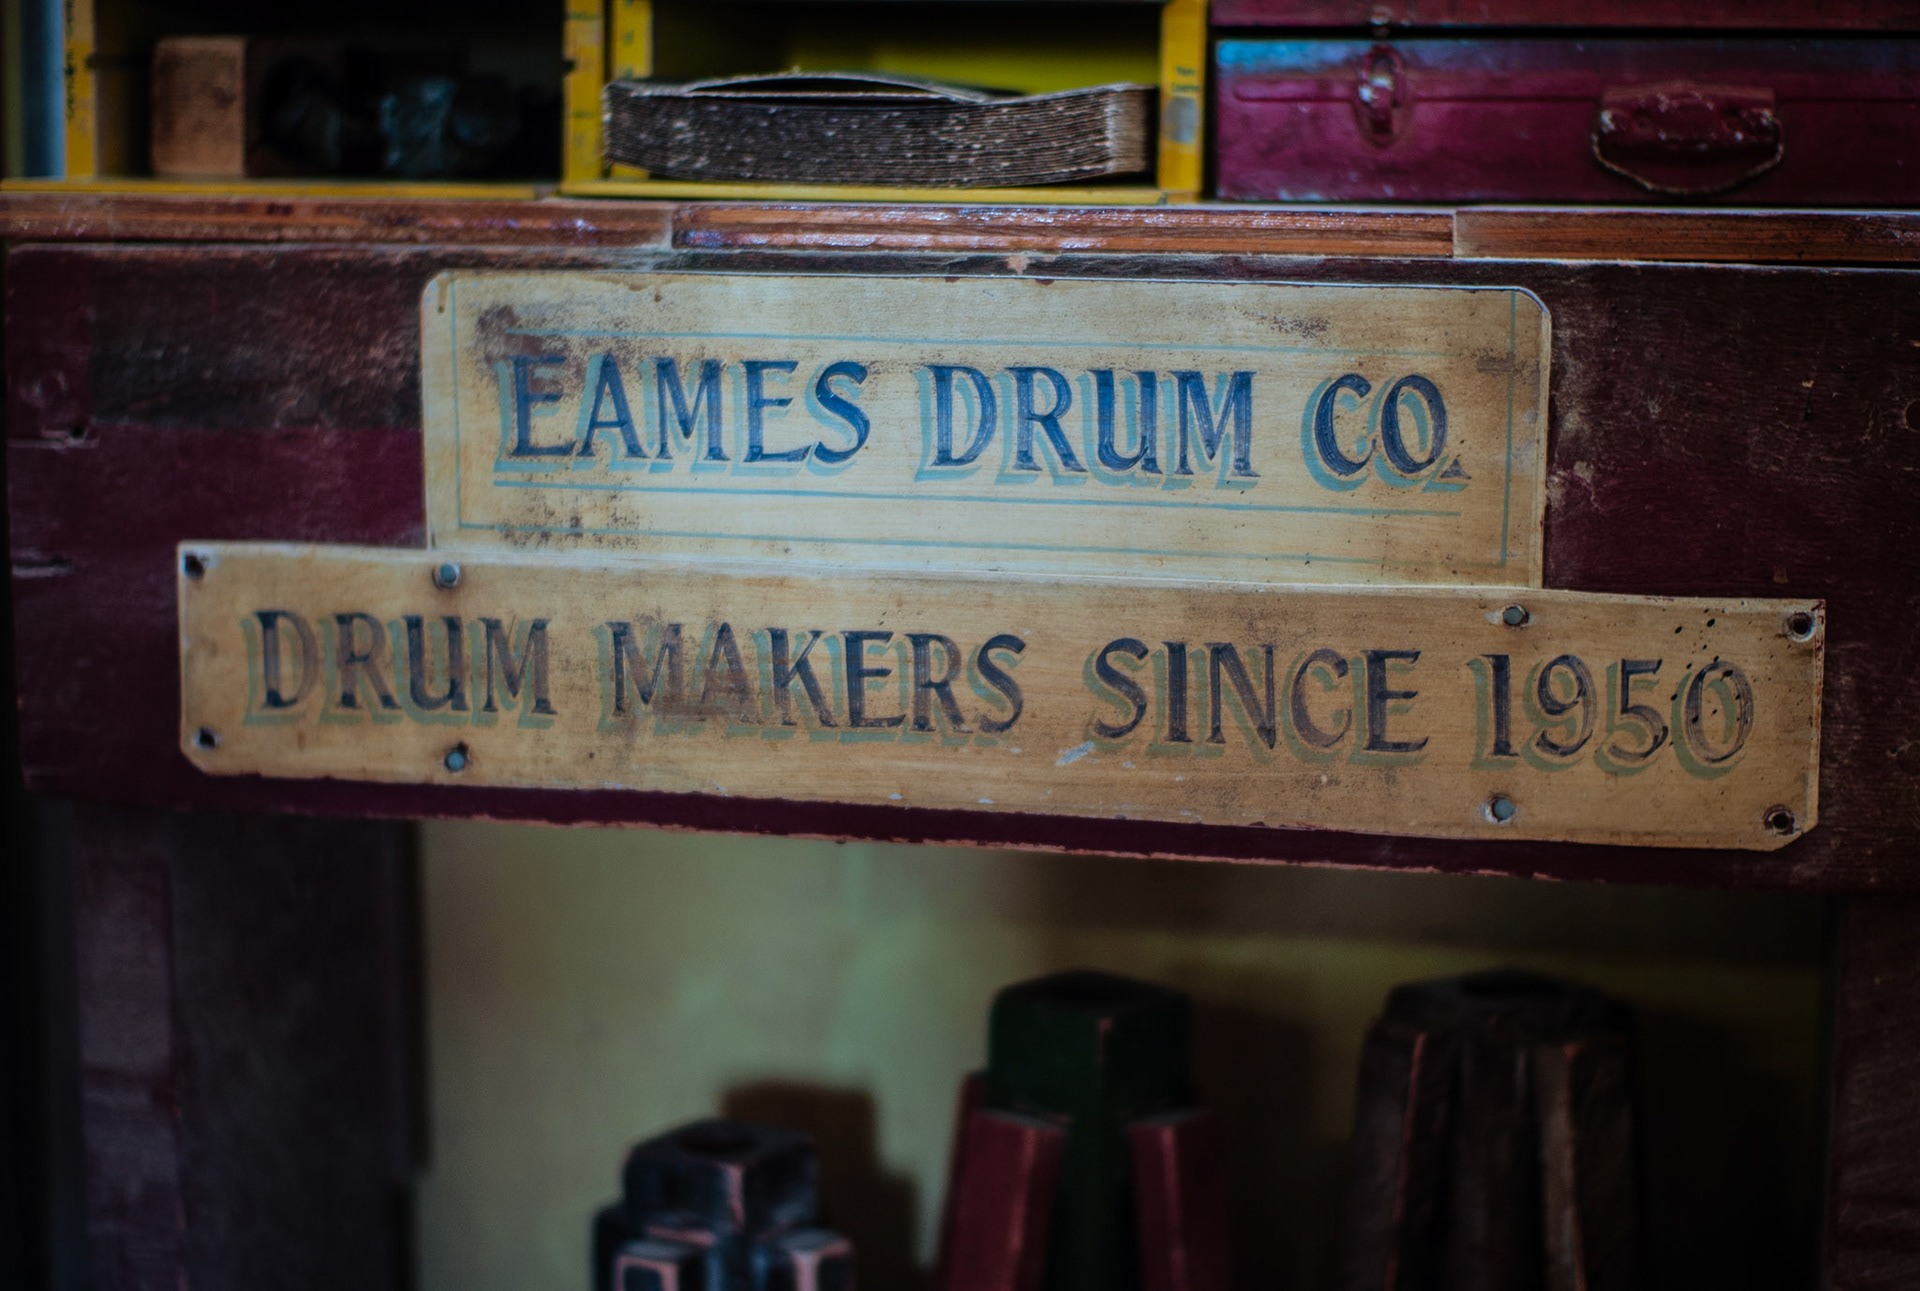 EAMES DRUM CO.
DRUM MAKERS SINCE 1950